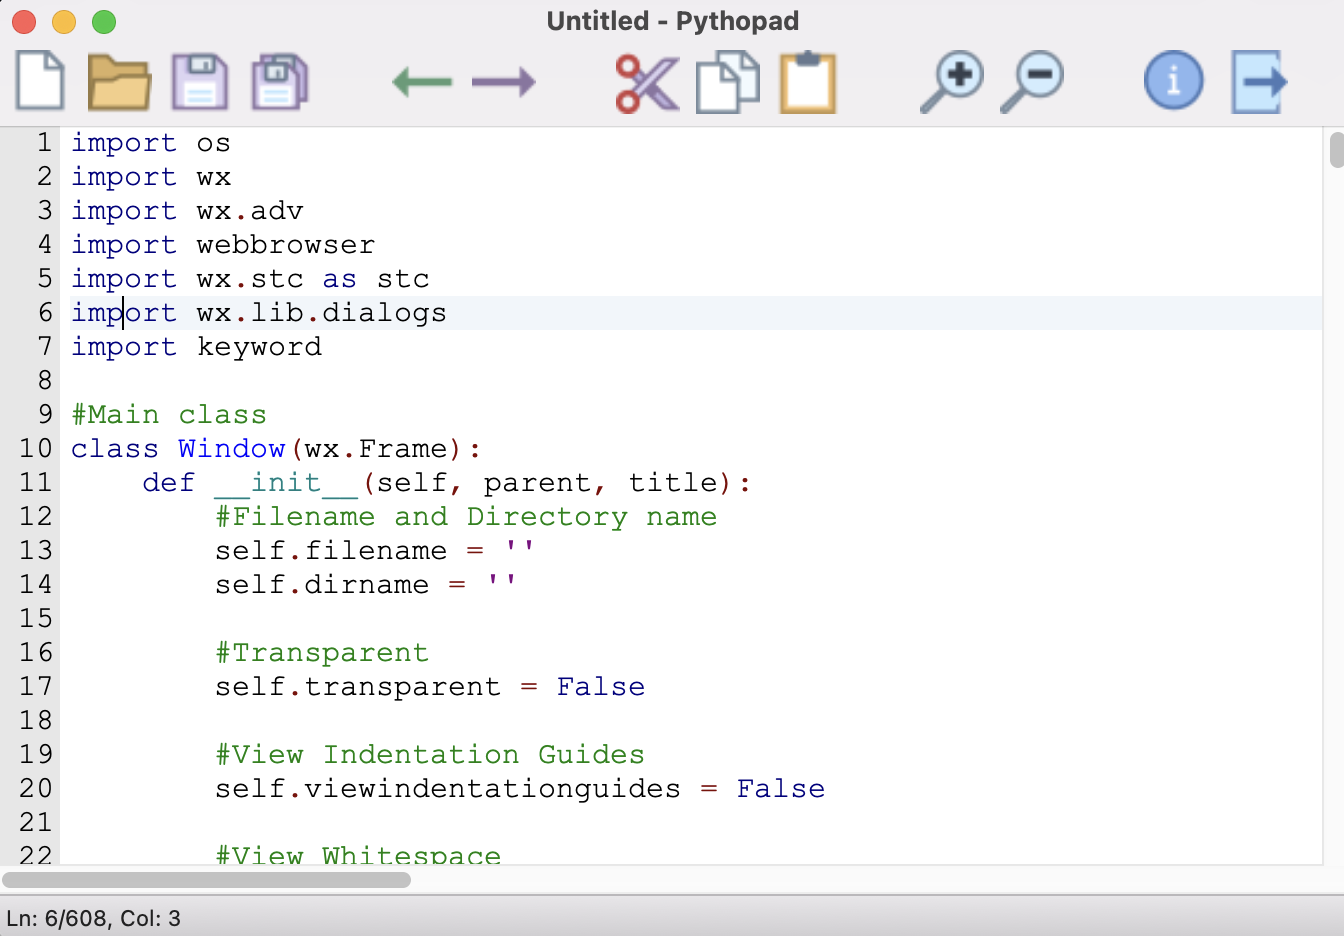 Untitled - Pythopad
1 import os
2 import wx
3 import wx.adv
4 import webbrowser
5 import wx.stc as stc
6 import wx.lib.dialogs
7 import keyword
8
9 #Main class
10 class Window(wx.Frame):
11     def __init__(self, parent, title):
12         #Filename and Directory name
13         self.filename = ''
14         self.dirname = ''
15
16         #Transparent
17         self.transparent = False
18
19         #View Indentation Guides
20         self.viewindentationguides = False
21
22         #View Whitespace
Ln: 6/608, Col: 3